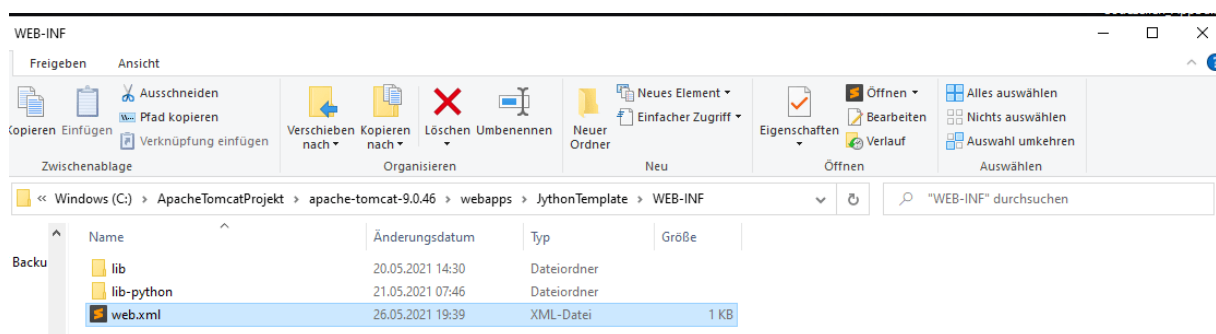 WEB-INF
Freigeben Ansicht
Kopieren Einfügen
Ausschneiden
Pfad kopieren
Verknüpfung einfügen
Zwischenablage
Verschieben nach
Kopieren nach
Löschen
Umbenennen
Organisieren
Neuer Ordner
Neues Element
Einfacher Zugriff
Neu
Eigenschaften
Öffnen
Bearbeiten
Verlauf
Öffnen
Alles auswählen
Nichts auswählen
Auswahl umkehren
Auswählen
« Windows (C:) › ApacheTomcatProjekt › apache-tomcat-9.0.46 › webapps › JythonTemplate › WEB-INF
"WEB-INF" durchsuchen
Name Änderungsdatum Typ Größe
Backu
lib 20.05.2021 14:30 Dateiordner
lib-python 21.05.2021 07:46 Dateiordner
web.xml 26.05.2021 19:39 XML-Datei 1 KB